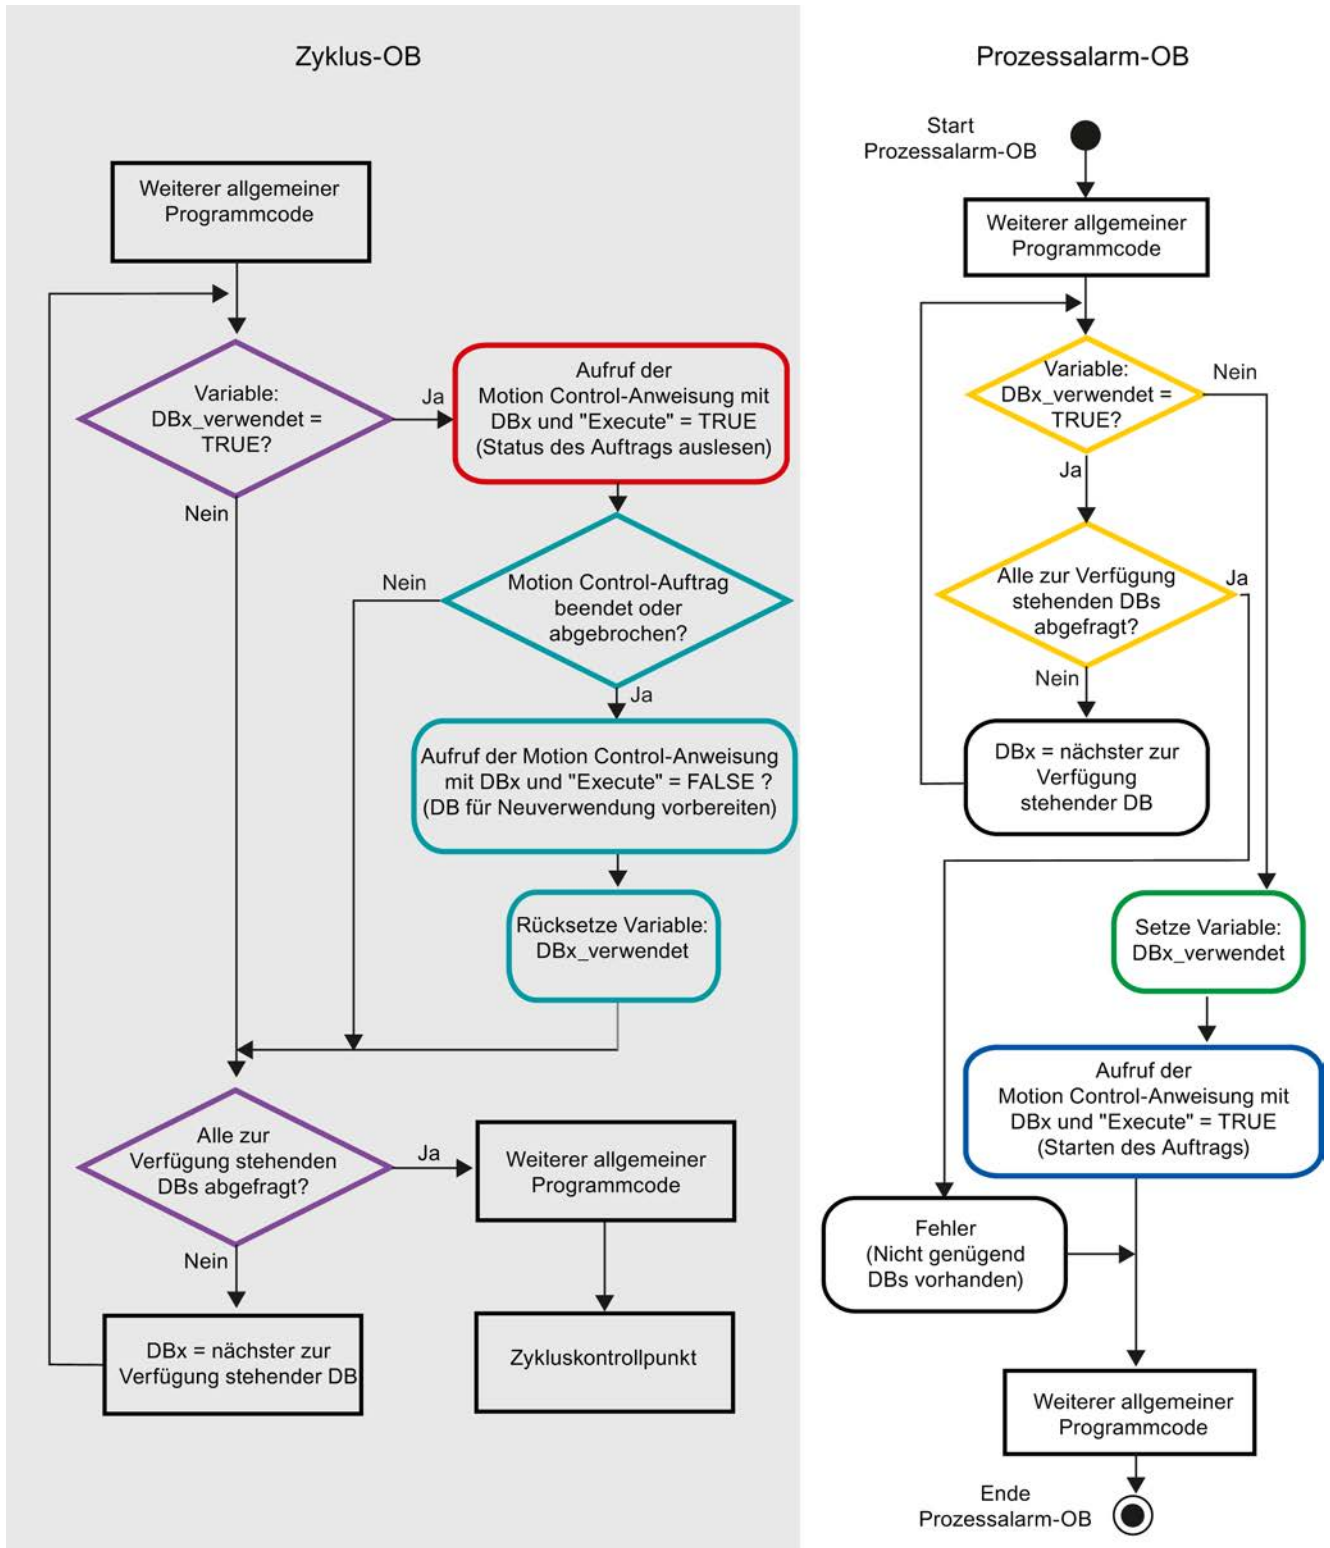 Zyklus-OB
Weiterer allgemeiner
Programmcode
Variable:
DBx_verwendet =
TRUE?
Ja
Nein
Aufruf der
Motion Control-Anweisung mit
DBx und "Execute" = TRUE
(Status des Auftrags auslesen)
Motion Control-Auftrag
beendet oder
abgebrochen?
Nein
Ja
Aufruf der Motion Control-Anweisung
mit DBx und "Execute" = FALSE ?
(DB für Neuverwendung vorbereiten)
Rücksetze Variable:
DBx_verwendet
Alle zur
Verfügung stehenden
DBs abgefragt?
Ja
Nein
Weiterer allgemeiner
Programmcode
DBx = nächster zur
Verfügung stehender DB
Zykluskontrollpunkt
Prozessalarm-OB
Start
Prozessalarm-OB
Weiterer allgemeiner
Programmcode
Variable:
DBx_verwendet =
TRUE?
Nein
Ja
Alle zur Verfügung
stehenden DBs
abgefragt?
Ja
Nein
DBx = nächster zur
Verfügung
stehender DB
Setze Variable:
DBx_verwendet
Aufruf der
Motion Control-Anweisung mit
DBx und "Execute" = TRUE
(Starten des Auftrags)
Fehler
(Nicht genügend
DBs vorhanden)
Weiterer allgemeiner
Programmcode
Ende
Prozessalarm-OB